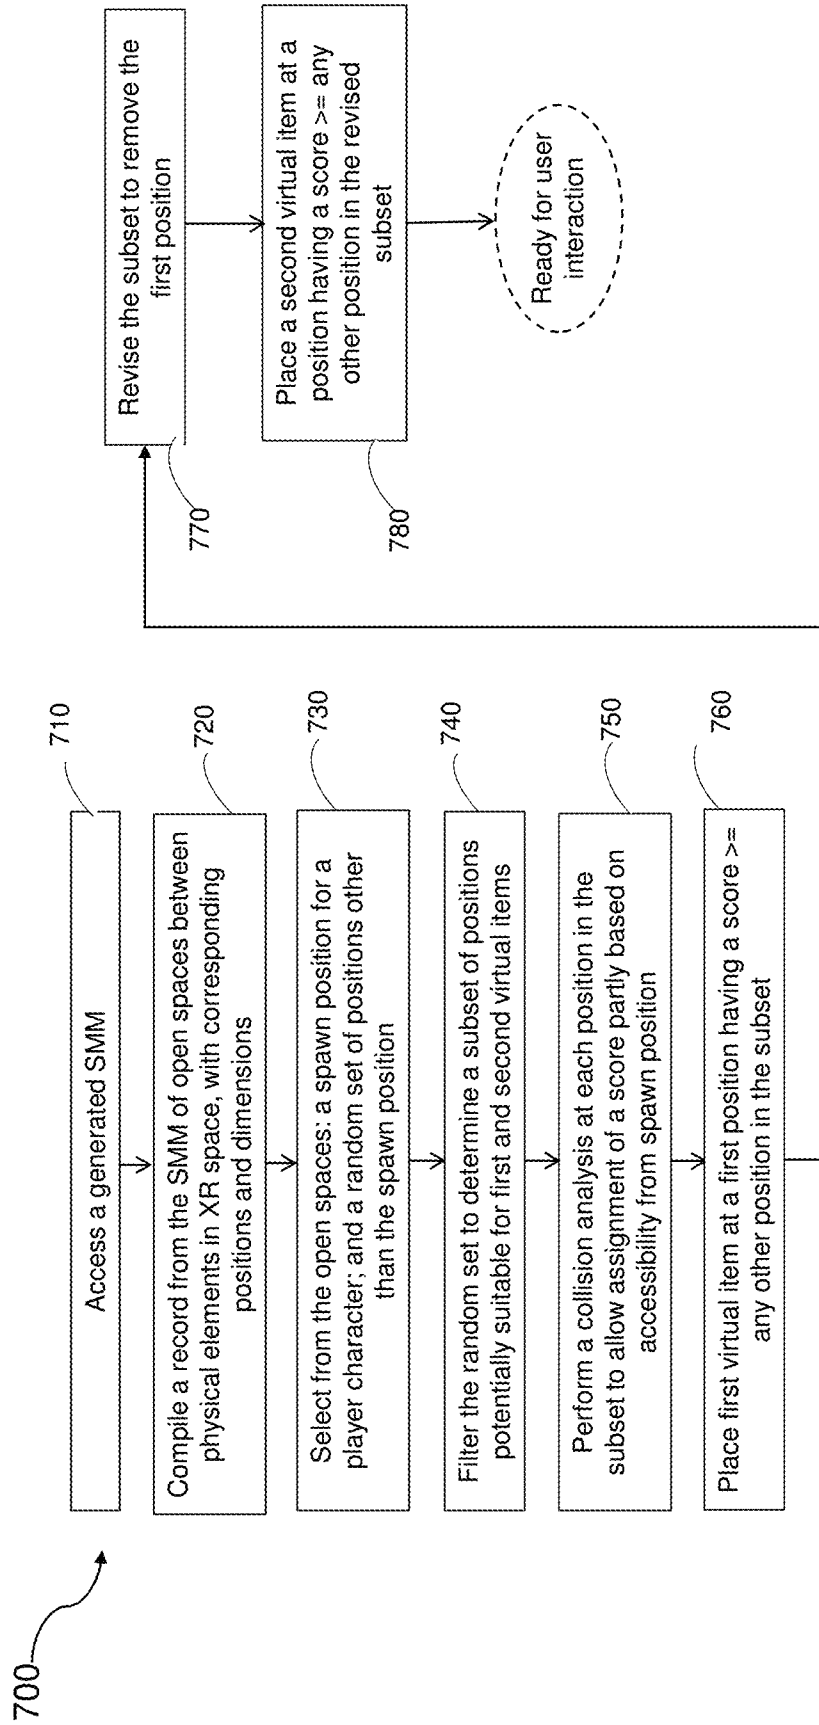 700
710
Access a generated SMM
720
Compile a record from the SMM of open spaces between
physical elements in XR space, with corresponding
positions and dimensions
730
Select from the open spaces: a spawn position for a
player character; and a random set of positions other
than the spawn position
740
Filter the random set to determine a subset of positions
potentially suitable for first and second virtual items
750
Perform a collision analysis at each position in the
subset to allow assignment of a score partly based on
accessibility from spawn position
760
Place first virtual item at a first position having a score >=
any other position in the subset
Revise the subset to remove the
first position
770
Place a second virtual item at a
position having a score >= any
other position in the revised
subset
780
Ready for user
interaction